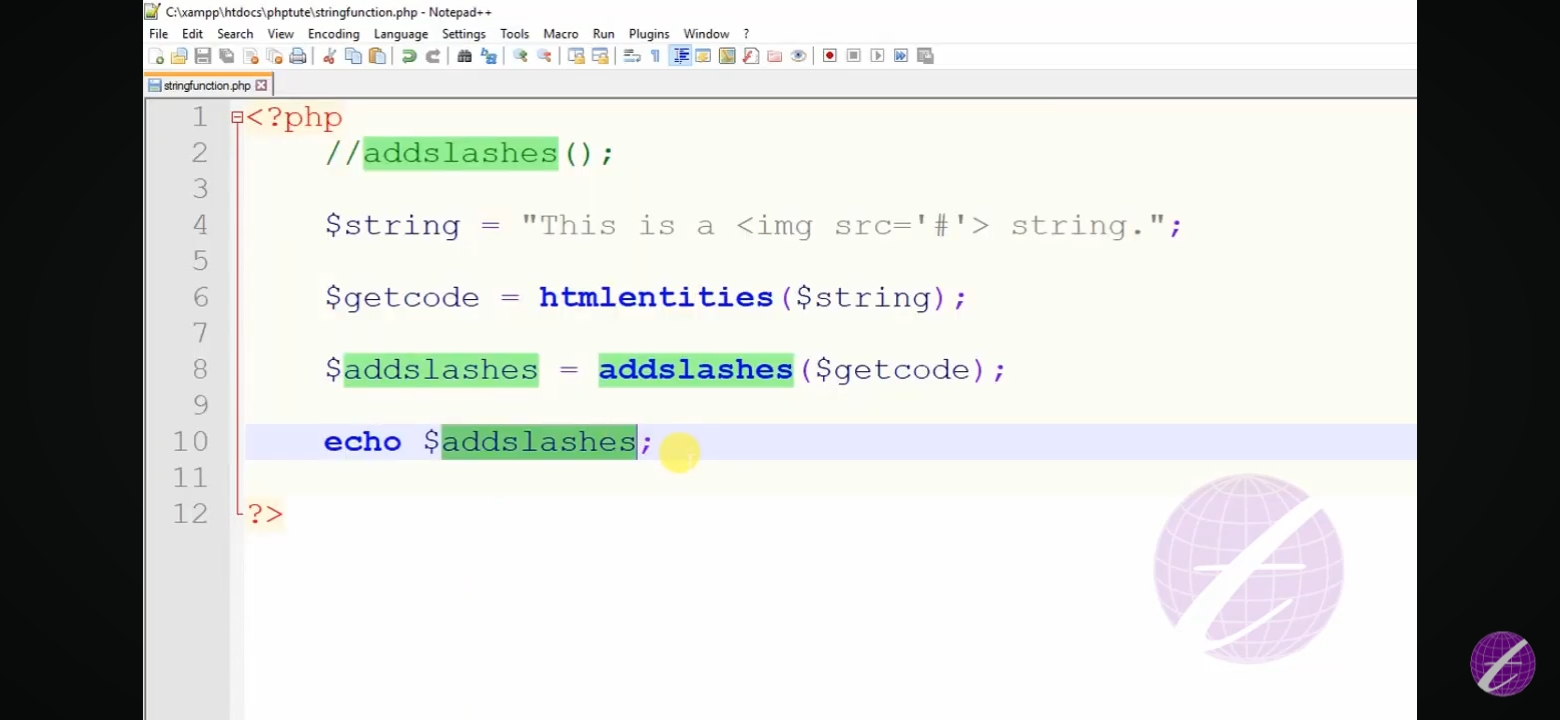 C:\xampp\htdocs\phptute\stringfunction.php - Notepad++
File Edit Search View Encoding Language Settings Tools Macro Run Plugins Window ?
stringfunction.php
1 <?php
2 //addslashes();
3
4 $string = "This is a <img src='#'> string.";
5
6 $getcode = htmlentities($string);
7
8 $addslashes = addslashes($getcode);
9
10 echo $addslashes;
11
12 ?>